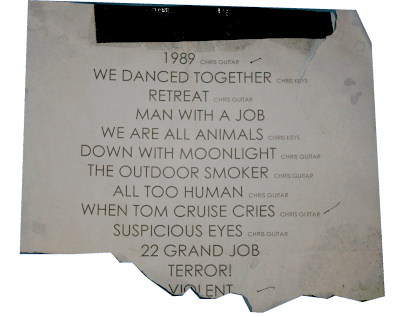 1989 CHRIS GUITAR
WE DANCED TOGETHER CHRIS KEYS
RETREAT CHRIS GUITAR
MAN WITH A JOB
WE ARE ALL ANIMALS CHRIS KEYS
DOWN WITH MOONLIGHT CHRIS GUITAR
THE OUTDOOR SMOKER CHRIS GUITAR
ALL TOO HUMAN CHRIS GUITAR
WHEN TOM CRUISE CRIES CHRIS GUITAR
SUSPICIOUS EYES CHRIS GUITAR
22 GRAND JOB
TERROR!
VIOLENT